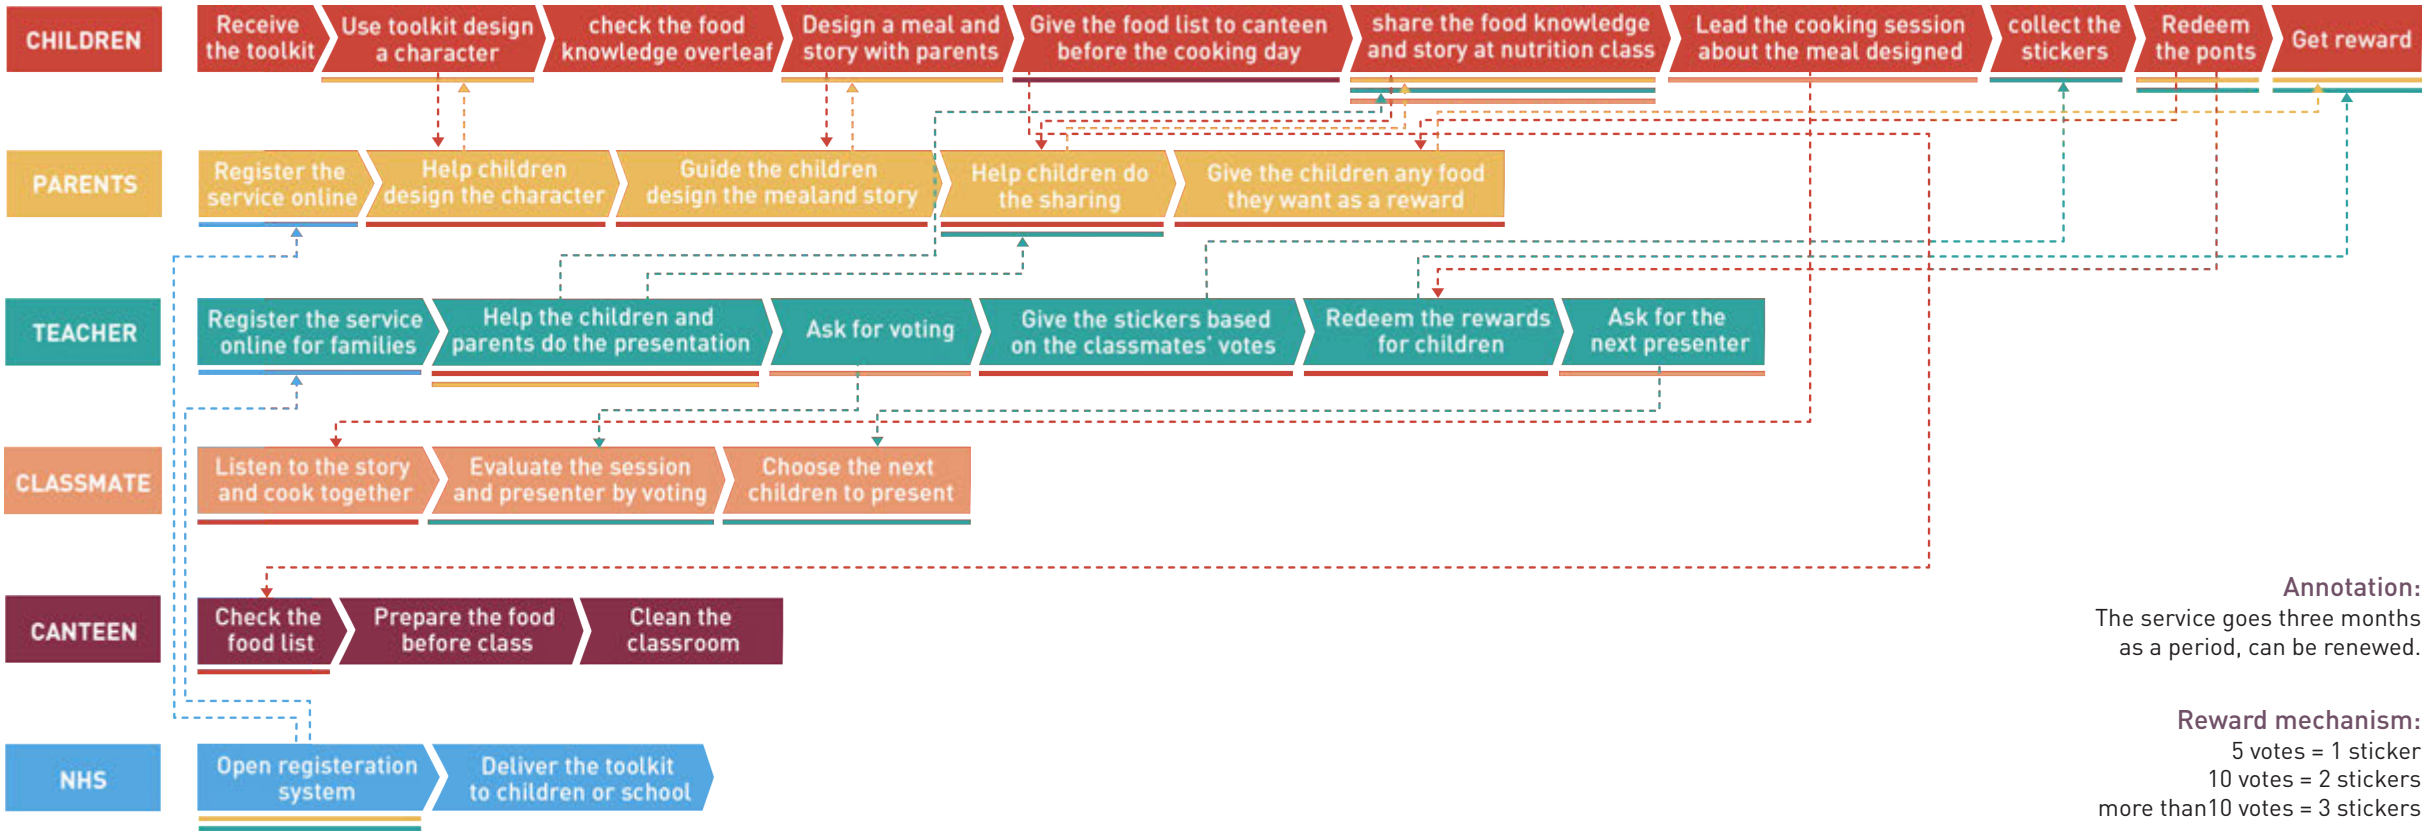 CHILDREN
Receive
the toolkit
Use toolkit design
a character
check the food
knowledge overleaf
Design a meal and
story with parents
Give the food list to canteen
before the cooking day
share the food knowledge
and story at nutrition class
Lead the cooking session
about the meal designed
collect the
stickers
Redeem
the ponts
Get reward
PARENTS
Register the
service online
Help children
design the character
Guide the children
design the mealand story
Help children do
the sharing
Give the children any food
they want as a reward
TEACHER
Register the service
online for families
Help the children and
parents do the presentation
Ask for voting
Give the stickers based
on the classmates' votes
Redeem the rewards
for children
Ask for the
next presenter
CLASSMATE
Listen to the story
and cook together
Evaluate the session
and presenter by voting
Choose the next
children to present
CANTEEN
Check the
food list
Prepare the food
before class
Clean the
classroom
NHS
Open registeration
system
Deliver the toolkit
to children or school
Annotation:
The service goes three months
as a period, can be renewed.
Reward mechanism:
5 votes = 1 sticker
10 votes = 2 stickers
more than10 votes = 3 stickers